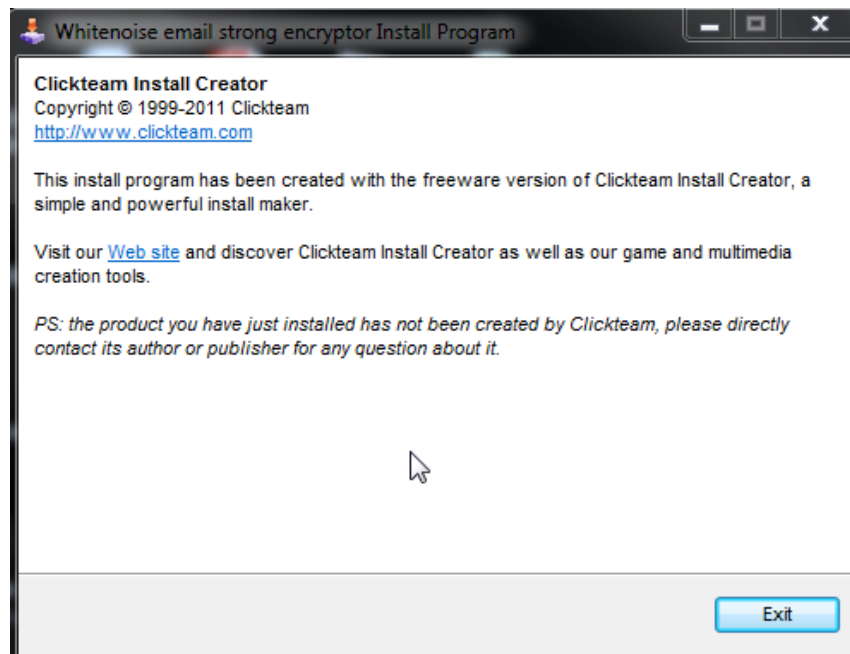 Whitenoise email strong encryptor Install Program
Clickteam Install Creator
Copyright © 1999-2011 Clickteam
http://www.clickteam.com
This install program has been created with the freeware version of Clickteam Install Creator, a
simple and powerful install maker.
Visit our Web site and discover Clickteam Install Creator as well as our game and multimedia
creation tools.
PS: the product you have just installed has not been created by Clickteam, please directly
contact its author or publisher for any question about it.
Exit